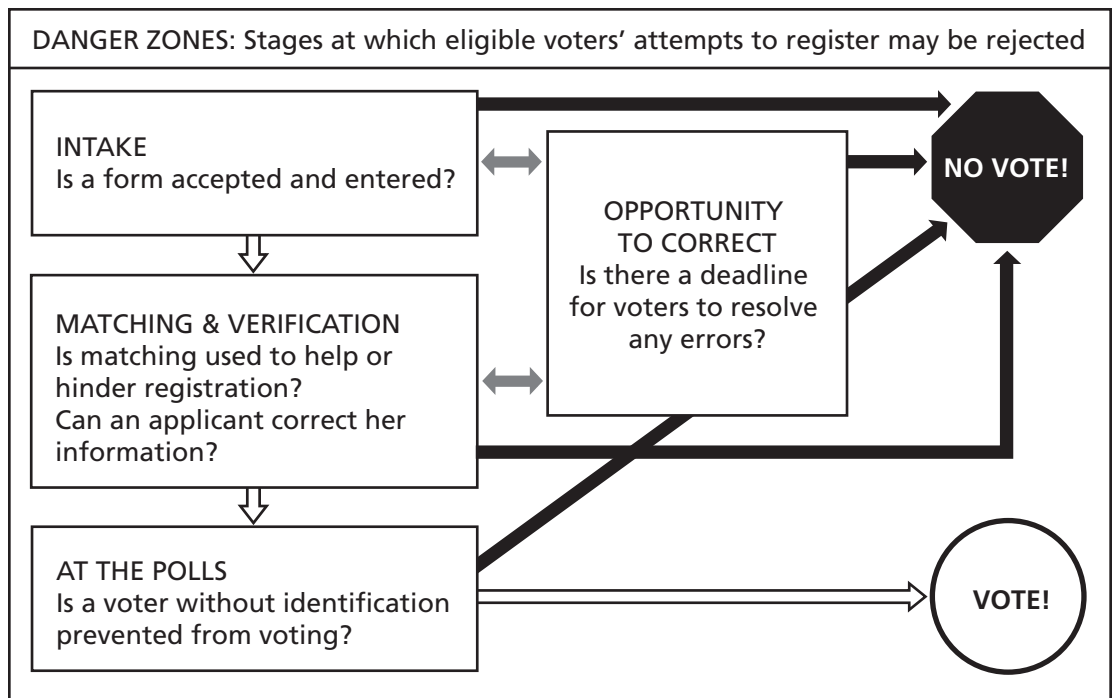 DANGER ZONES: Stages at which eligible voters’ attempts to register may be rejected
INTAKE
Is a form accepted and entered?
OPPORTUNITY
TO CORRECT
Is there a deadline
for voters to resolve
any errors?
NO VOTE!
MATCHING & VERIFICATION
Is matching used to help or
hinder registration?
Can an applicant correct her
information?
AT THE POLLS
Is a voter without identification
prevented from voting?
VOTE!